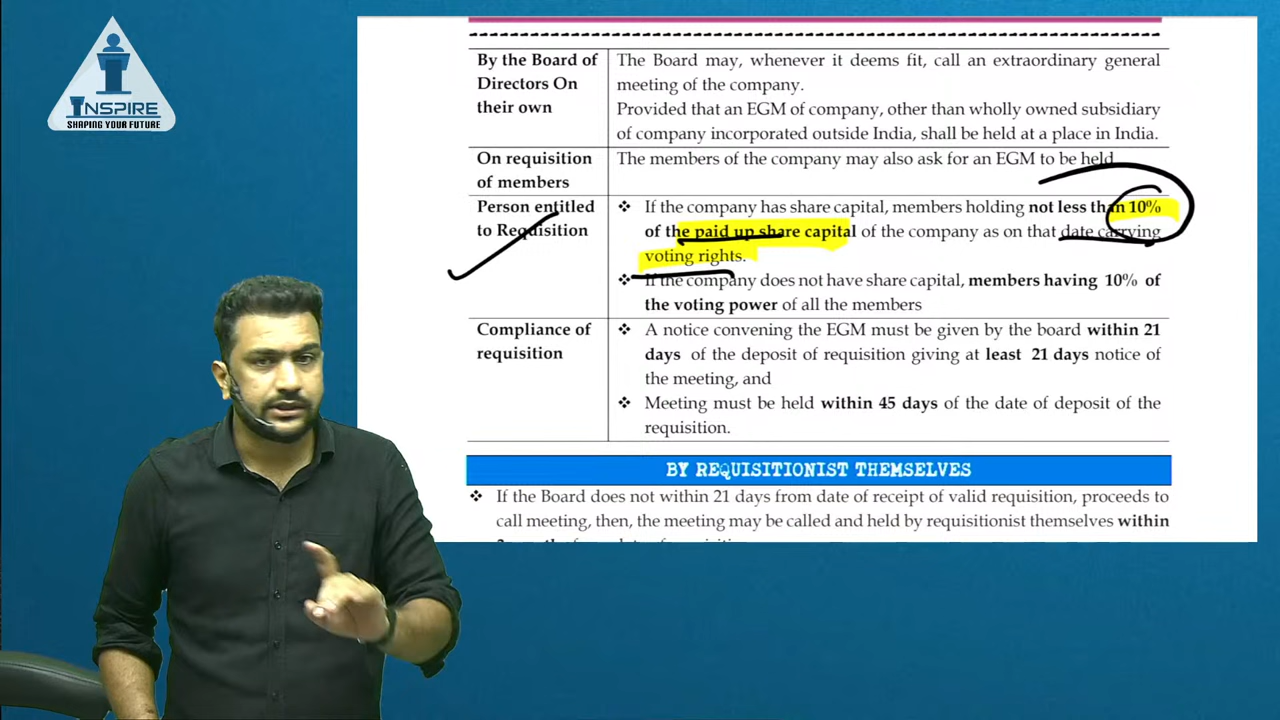 INSPIRE
SHAPING YOUR FUTURE
By the Board of Directors On their own
The Board may, whenever it deems fit, call an extraordinary general
meeting of the company.
Provided that an EGM of company, other than wholly owned subsidiary
of company incorporated outside India, shall be held at a place in India.
On requisition of members
The members of the company may also ask for an EGM to be held
Person entitled to Requisition
❖ If the company has share capital, members holding not less than 10%
of the paid up share capital of the company as on that date carrying
voting rights.
❖ If the company does not have share capital, members having 10% of
the voting power of all the members
Compliance of requisition
❖ A notice convening the EGM must be given by the board within 21
days of the deposit of requisition giving at least 21 days notice of
the meeting, and
❖ Meeting must be held within 45 days of the date of deposit of the
requisition.
BY REQUISITIONIST THEMSELVES
❖ If the Board does not within 21 days from date of receipt of valid requisition, proceeds to
call meeting, then, the meeting may be called and held by requisitionist themselves within